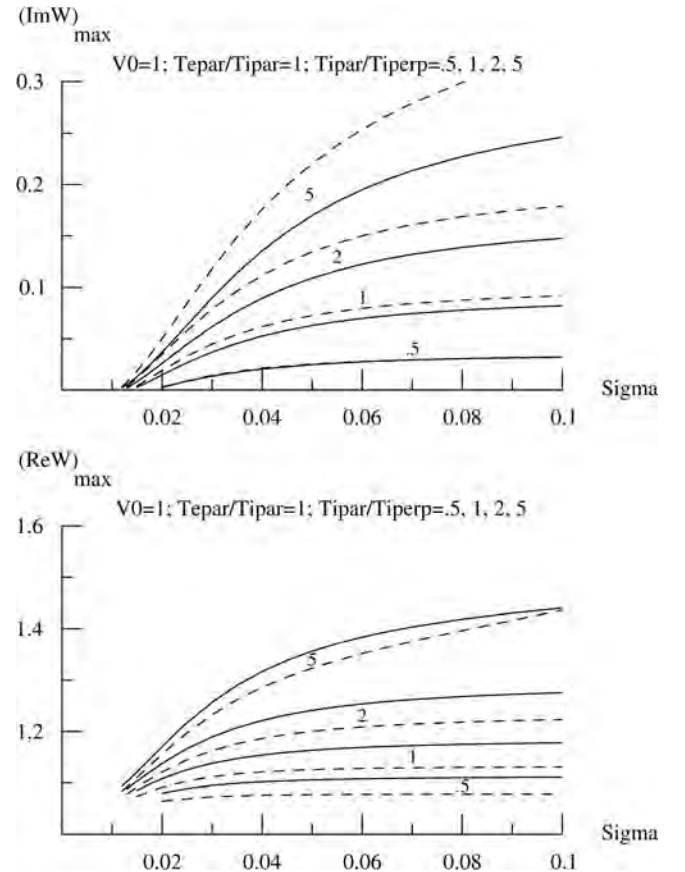 (ImW)
max
V0=1; Tepar/Tipar=1; Tipar/Tiperp=.5, 1, 2, 5
0.3
0.2
0.1
5
2
1
.5
Sigma
0.02 0.04 0.06 0.08 0.1
(ReW)
max
V0=1; Tepar/Tipar=1; Tipar/Tiperp=.5, 1, 2, 5
1.6
1.4
1.2
5
2
1
.5
Sigma
0.02 0.04 0.06 0.08 0.1